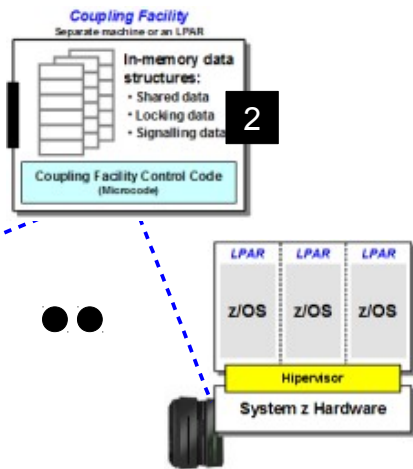 Coupling Facility
Separate machine or an LPAR
In-memory data
structures:
• Shared data
• Locking data
• Signalling data
2
Coupling Facility Control Code
(Microcode)
LPAR LPAR LPAR
z/OS z/OS z/OS
Hipervisor
System z Hardware